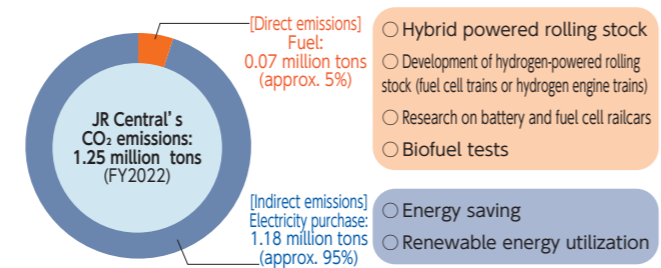 JR Central's
CO₂ emissions:
1.25 million tons
(FY2022)
[Direct emissions]
Fuel:
0.07 million tons
(approx. 5%)
○Hybrid powered rolling stock
○Development of hydrogen-powered rolling
stock (fuel cell trains or hydrogen engine trains)
○Research on battery and fuel cell railcars
○Biofuel tests
[Indirect emissions]
Electricity purchase:
1.18 million tons
(approx. 95%)
○Energy saving
○Renewable energy utilization